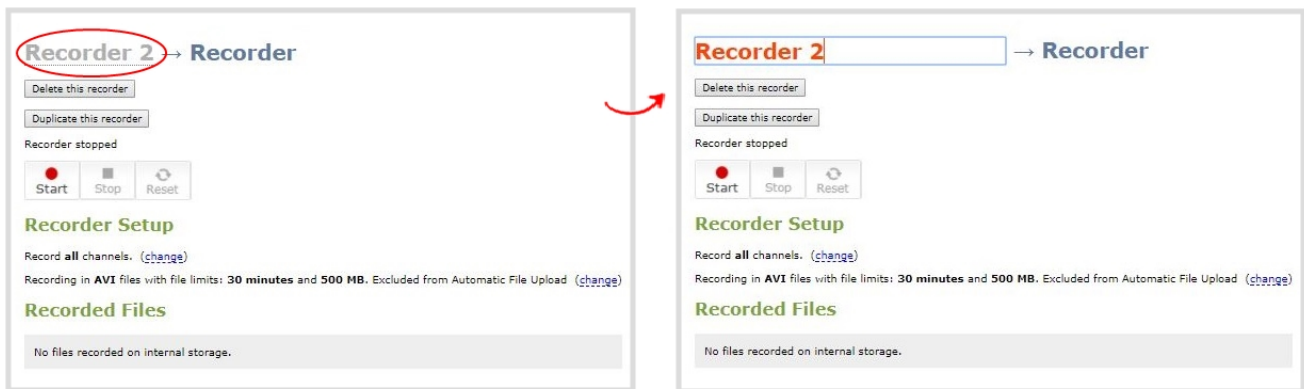 Recorder 2 → Recorder
Delete this recorder
Duplicate this recorder
Recorder stopped
Start Stop Reset
Recorder Setup
Record all channels. (change)
Recording in AVI files with file limits: 30 minutes and 500 MB. Excluded from Automatic File Upload (change)
Recorded Files
No files recorded on internal storage.
Recorder 2 → Recorder
Delete this recorder
Duplicate this recorder
Recorder stopped
Start Stop Reset
Recorder Setup
Record all channels. (change)
Recording in AVI files with file limits: 30 minutes and 500 MB. Excluded from Automatic File Upload (change)
Recorded Files
No files recorded on internal storage.